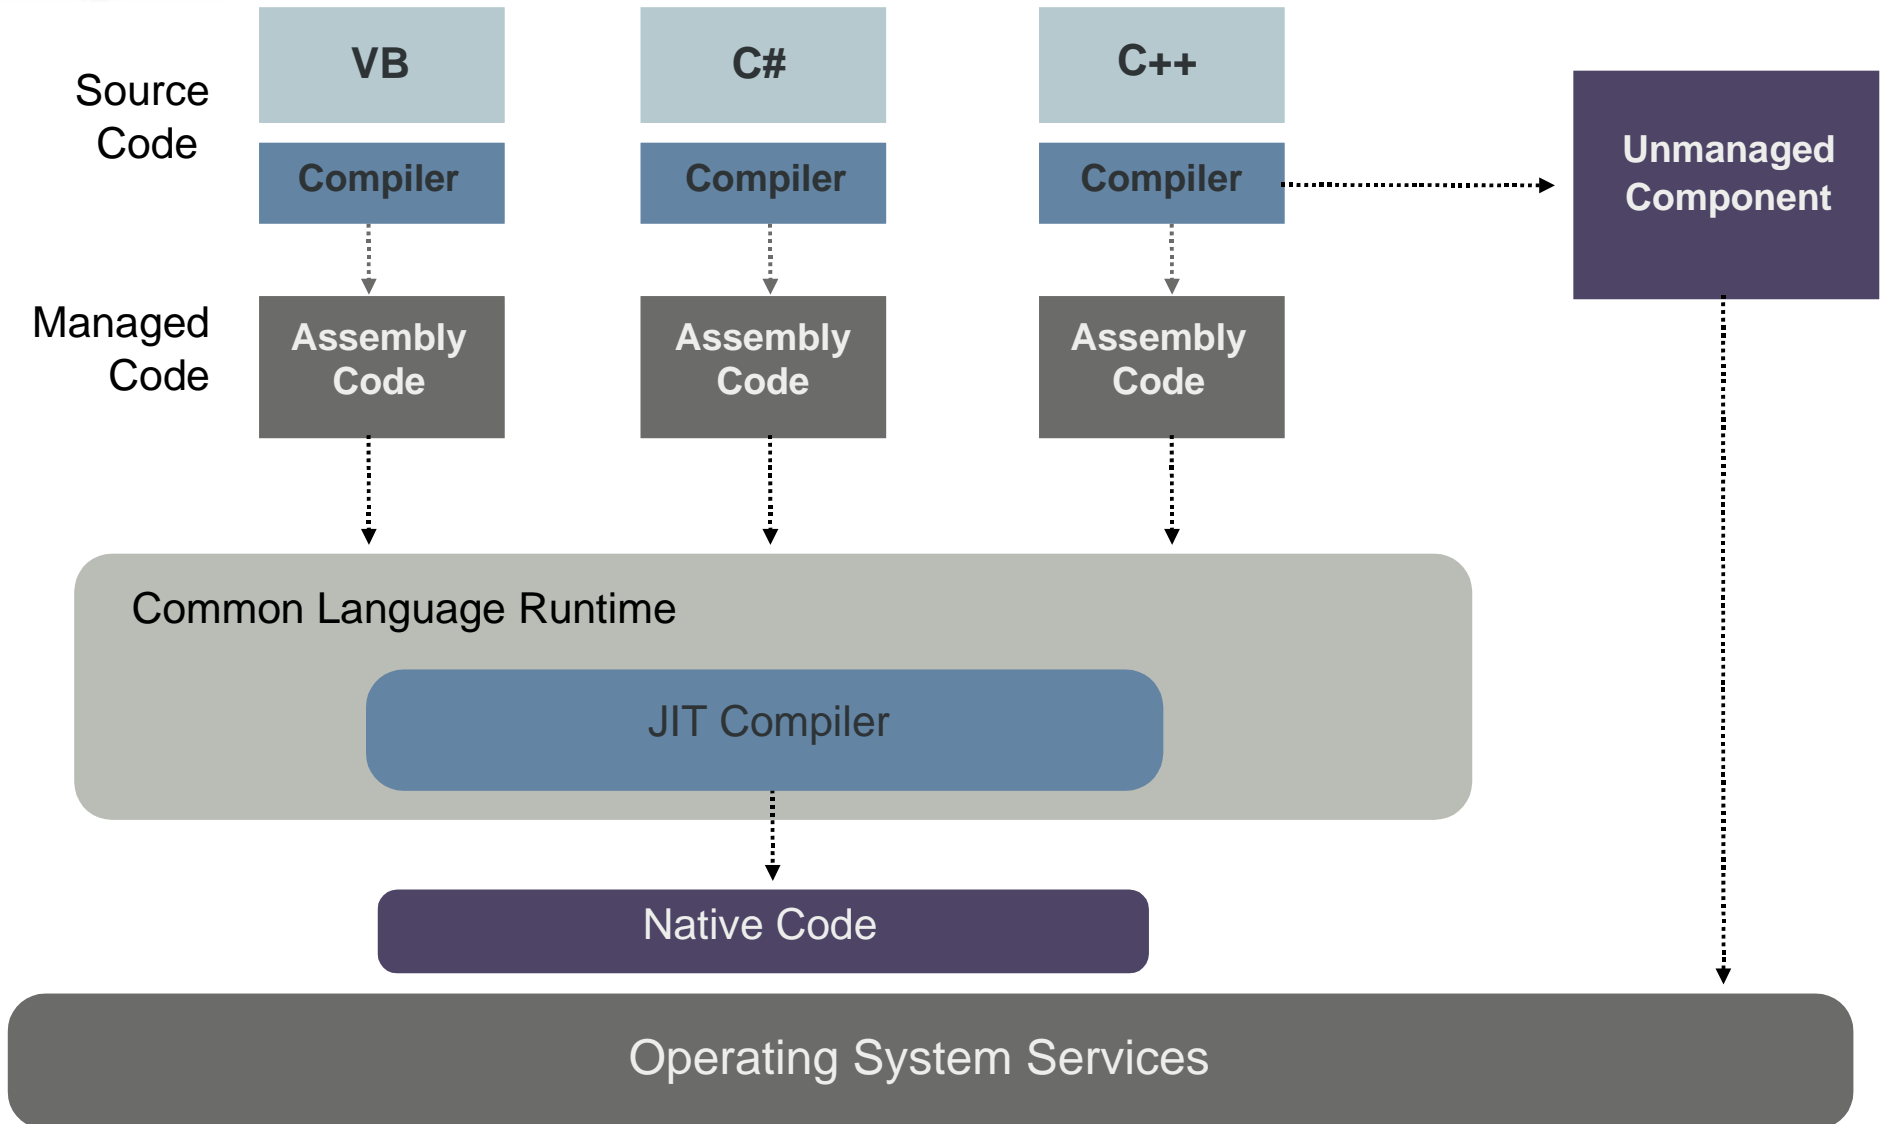 VB
C#
C++
Source
Code
Compiler
Compiler
Compiler
Unmanaged
Component
Managed
Code
Assembly
Code
Assembly
Code
Assembly
Code
Common Language Runtime
JIT Compiler
Native Code
Operating System Services